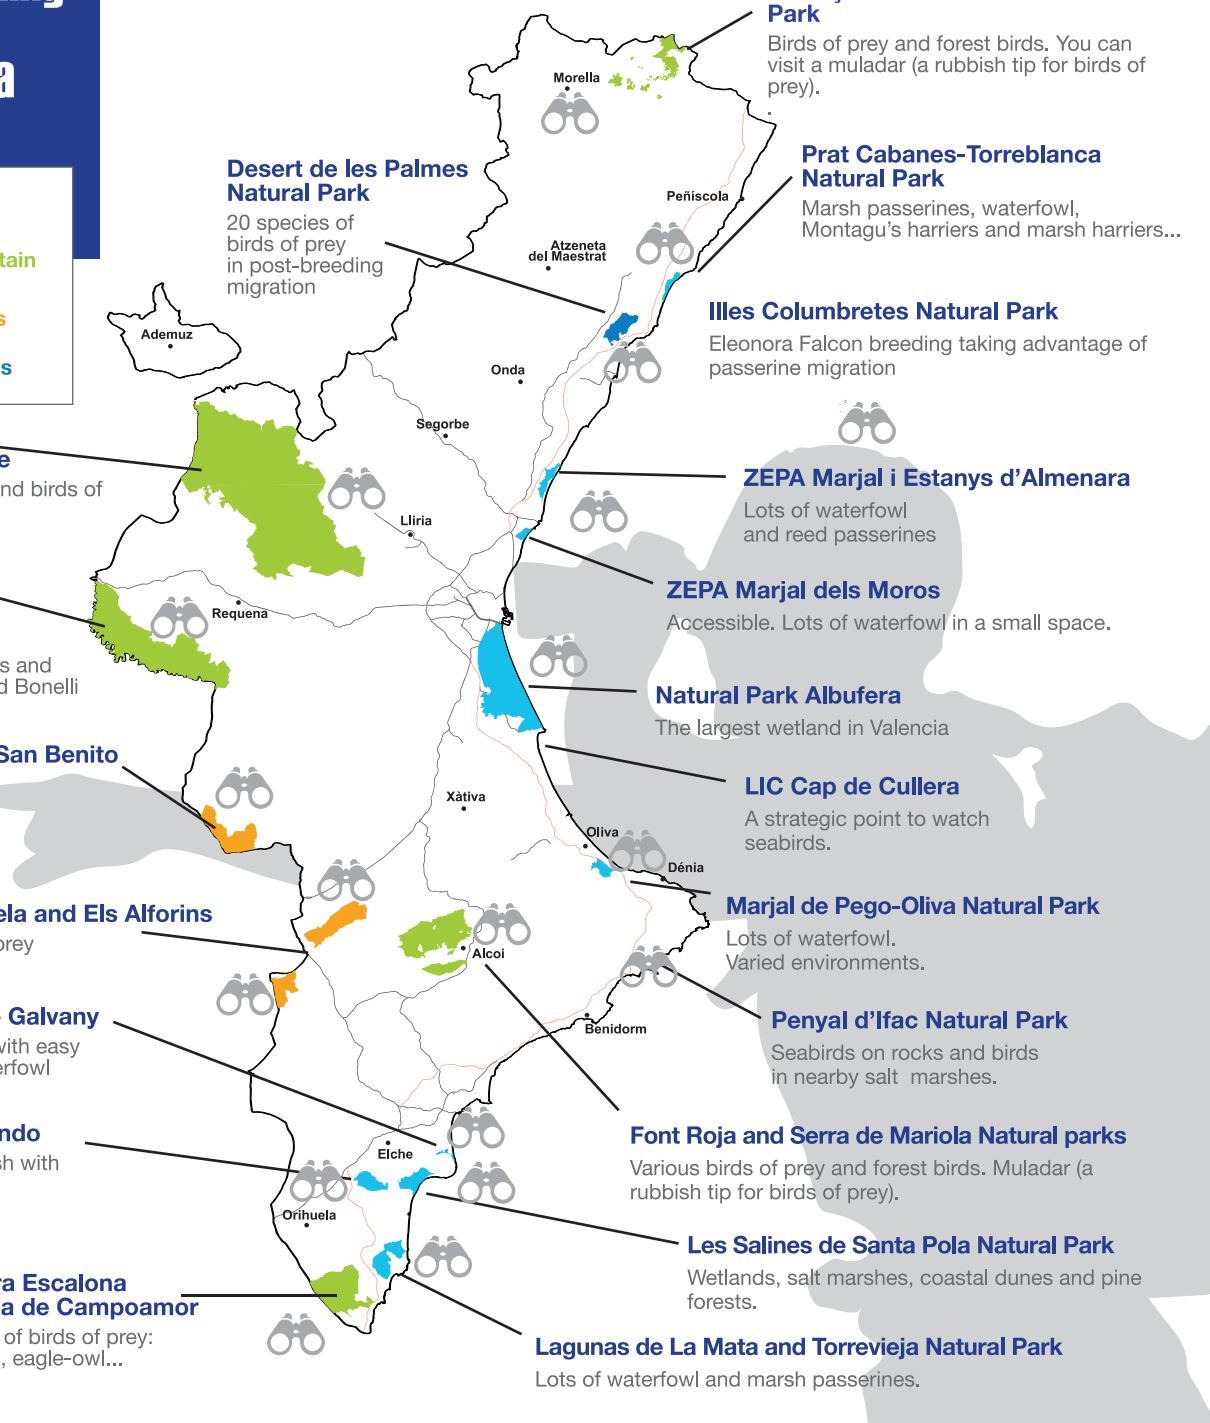 Park
Birds of prey and forest birds. You can
visit a muladar (a rubbish tip for birds of
prey).
.
Morella
Desert de les Palmes
Natural Park
20 species of
birds of prey
in post-breeding
migration
Prat Cabanes-Torreblanca
Natural Park
Marsh passerines, waterfowl,
Montagu's harriers and marsh harriers...
Peñíscola
Atzeneta
del Maestrat
Illes Columbretes Natural Park
Eleonora Falcon breeding taking advantage of
passerine migration
Ademuz
Onda
Segorbe
nd birds of
ZEPA Marjal i Estanys d'Almenara
Lots of waterfowl
and reed passerines
Lliria
ZEPA Marjal dels Moros
Accessible. Lots of waterfowl in a small space.
Requena
s and
d Bonelli
Natural Park Albufera
The largest wetland in Valencia
San Benito
LIC Cap de Cullera
A strategic point to watch
seabirds.
Xàtiva
Oliva
Dénia
Marjal de Pego-Oliva Natural Park
Lots of waterfowl.
Varied environments.
ela and Els Alforins
prey
Alcoi
Galvany
with easy
erfowl
Benidorm
Penyal d'Ifac Natural Park
Seabirds on rocks and birds
in nearby salt marshes.
ndo
sh with
Elche
Font Roja and Serra de Mariola Natural parks
Various birds of prey and forest birds. Muladar (a
rubbish tip for birds of prey).
Orihuela
Les Salines de Santa Pola Natural Park
Wetlands, salt marshes, coastal dunes and pine
forests.
ra Escalona
a de Campoamor
of birds of prey:
, eagle-owl...
Lagunas de La Mata and Torrevieja Natural Park
Lots of waterfowl and marsh passerines.